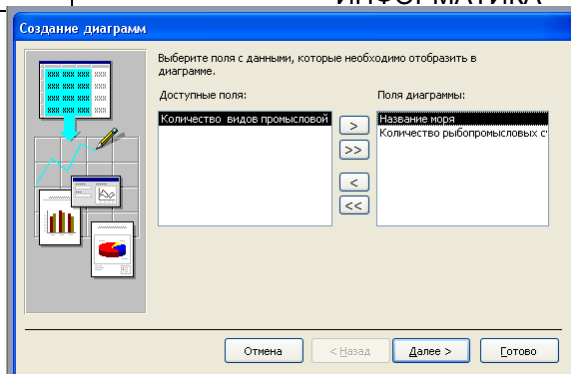 ИНФОРМАТИКА
Создание диаграмм
Выберите поля с данными, которые необходимо отобразить в
диаграмме.
Доступные поля:
Поля диаграммы:
Количество видов промысловой
>
>>
<
<<
Название моря
Количество рыбопромысловых с
Отмена
< Назад
Далее >
Готово